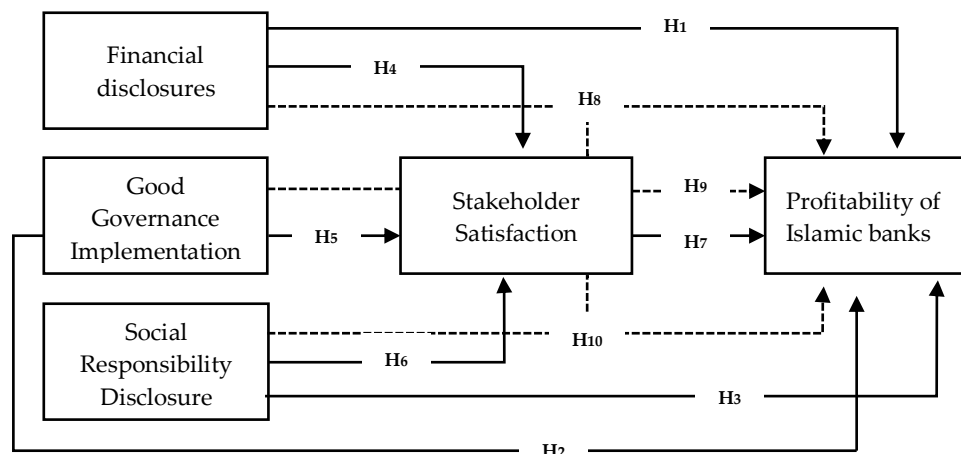 H1
Financial
disclosures
H4
H8
Good
Governance
Implementation
H5
Stakeholder
Satisfaction
H9
H7
Profitability of
Islamic banks
Social
Responsibility
Disclosure
H6
H10
H3
H2